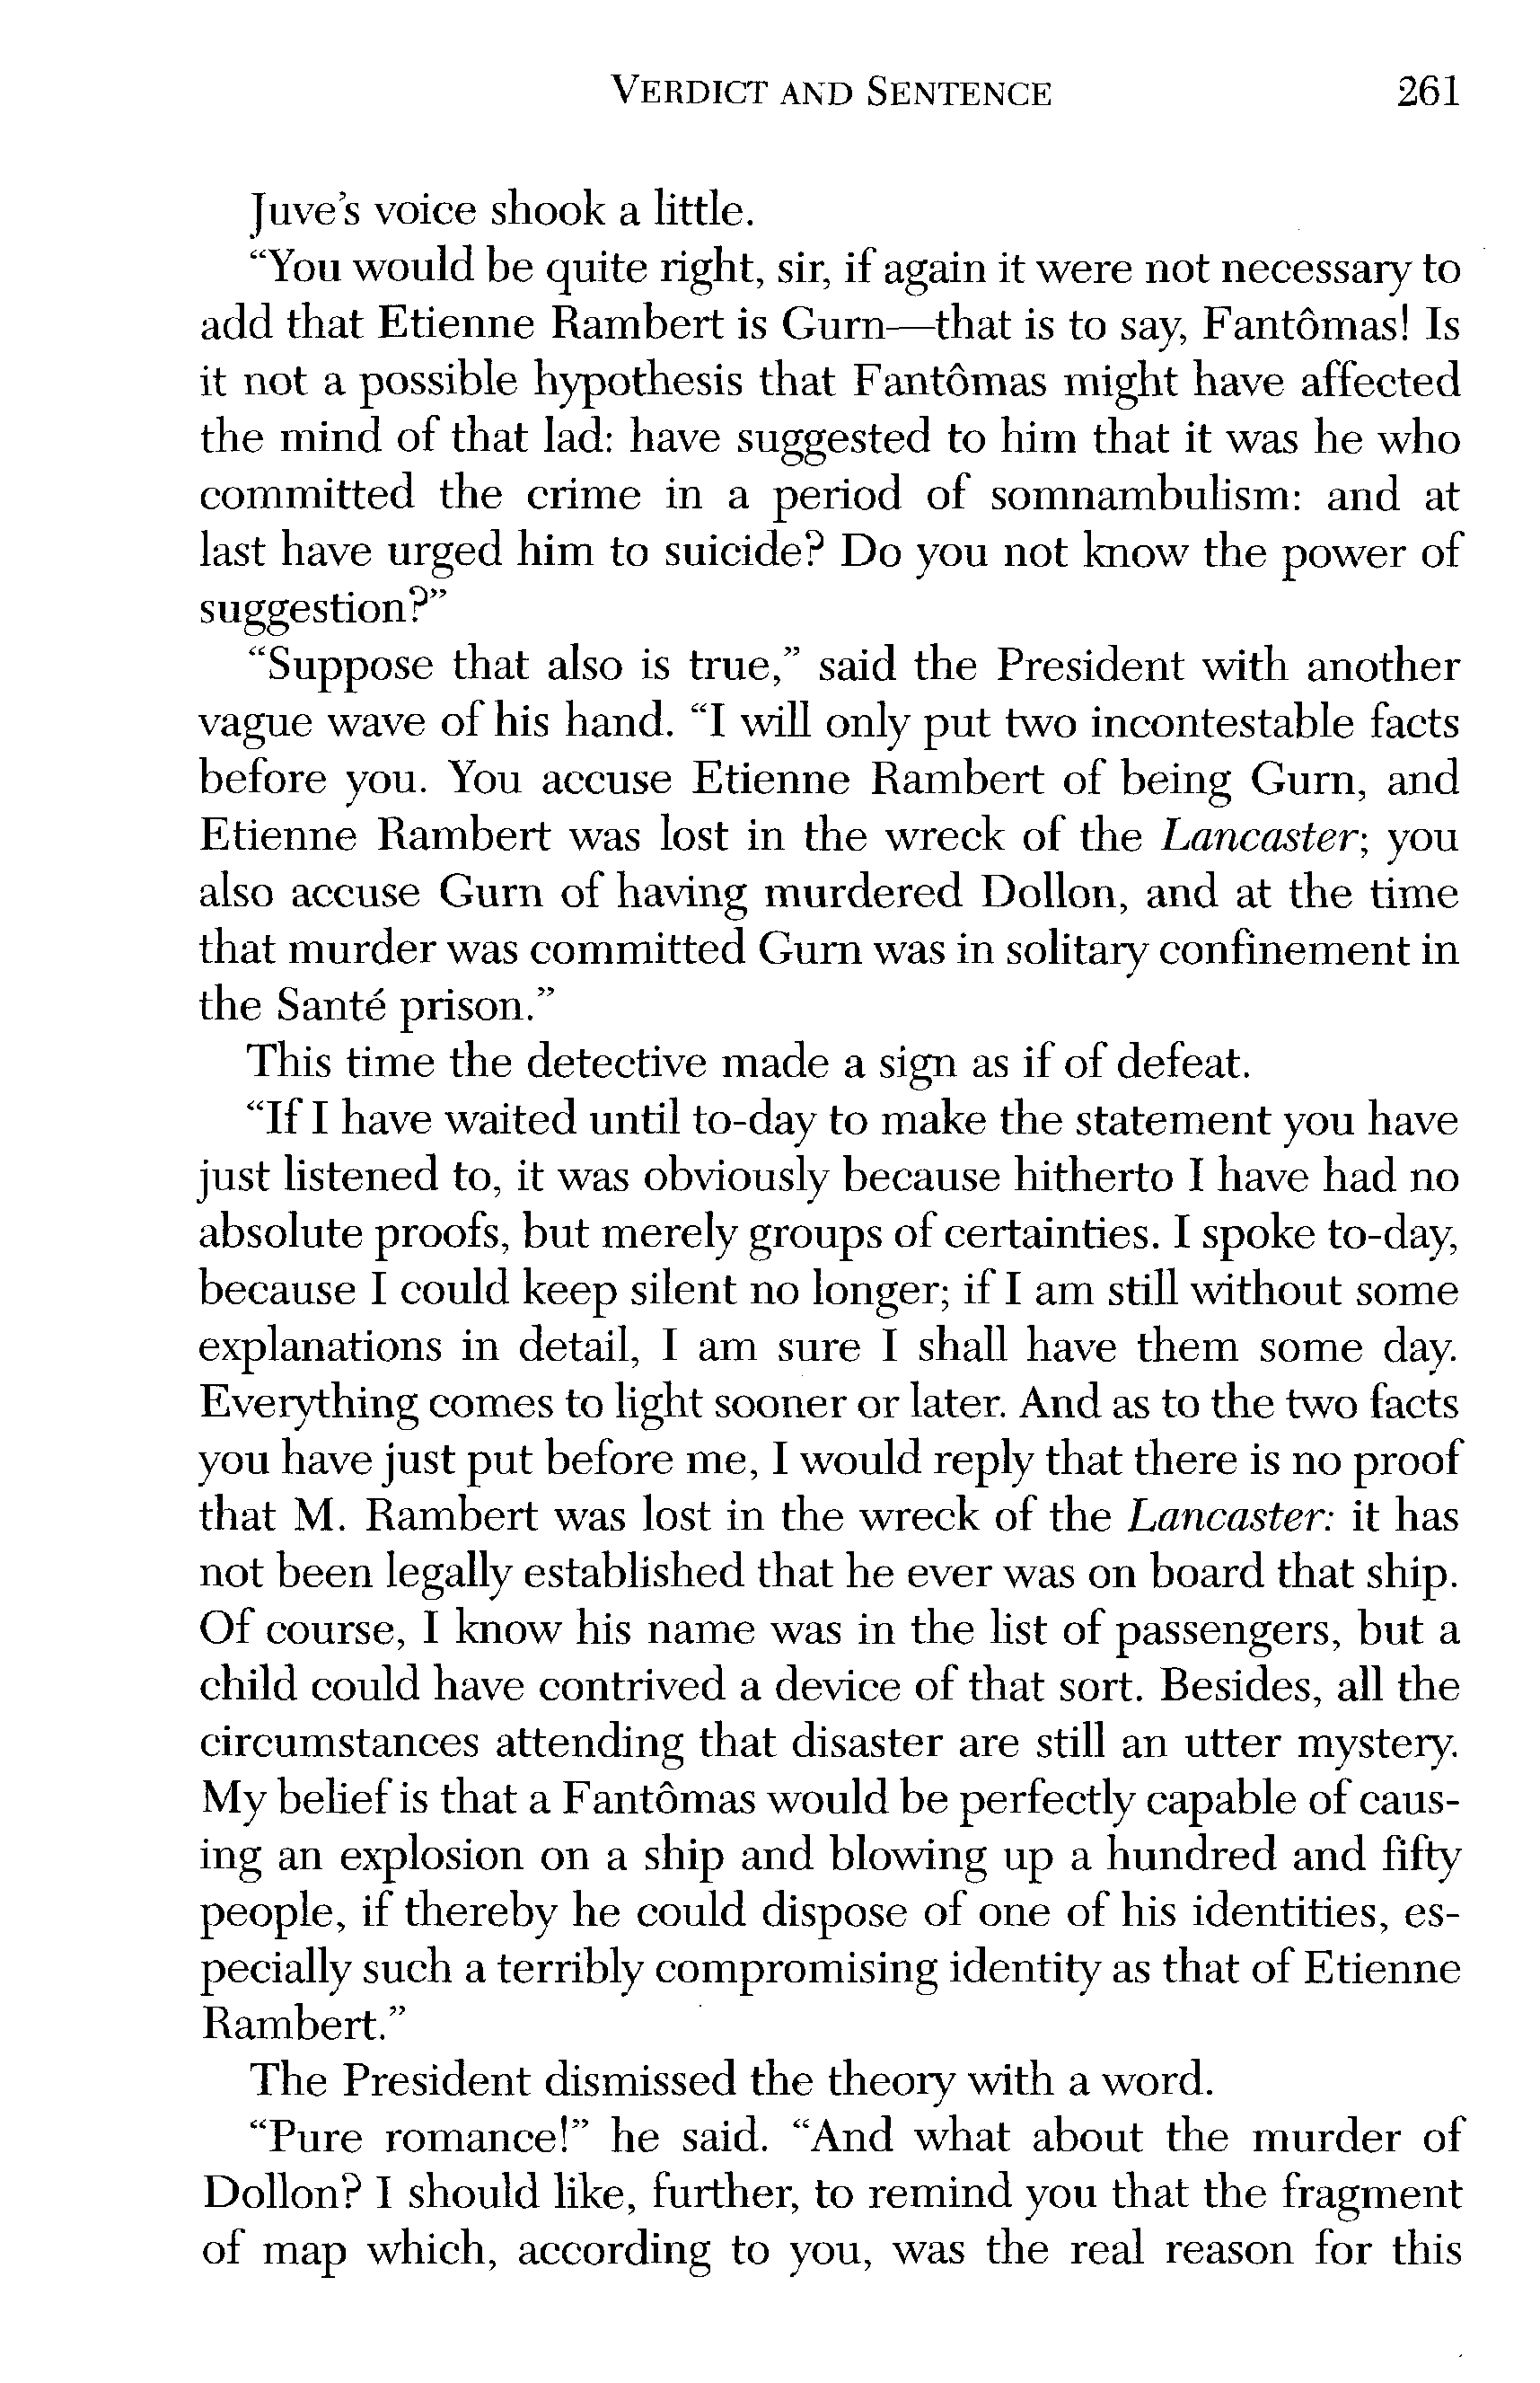 VERDICT AND SENTENCE 261
Juve's voice shook a little.
“You would be quite right, sir, if again it were not necessary to
add that Etienne Rambert is Gurn—that is to say, Fantômas! Is
it not a possible hypothesis that Fantômas might have affected
the mind of that lad: have suggested to him that it was he who
committed the crime in a period of somnambulism: and at
last have urged him to suicide? Do you not know the power of
suggestion?”
“Suppose that also is true,” said the President with another
vague wave of his hand. “I will only put two incontestable facts
before you. You accuse Etienne Rambert of being Gurn, and
Etienne Rambert was lost in the wreck of the Lancaster; you
also accuse Gurn of having murdered Dollon, and at the time
that murder was committed Gurn was in solitary confinement in
the Santé prison.”
This time the detective made a sign as if of defeat.
“If I have waited until to-day to make the statement you have
just listened to, it was obviously because hitherto I have had no
absolute proofs, but merely groups of certainties. I spoke to-day,
because I could keep silent no longer; if I am still without some
explanations in detail, I am sure I shall have them some day.
Everything comes to light sooner or later. And as to the two facts
you have just put before me, I would reply that there is no proof
that M. Rambert was lost in the wreck of the Lancaster: it has
not been legally established that he ever was on board that ship.
Of course, I know his name was in the list of passengers, but a
child could have contrived a device of that sort. Besides, all the
circumstances attending that disaster are still an utter mystery.
My belief is that a Fantômas would be perfectly capable of caus-
ing an explosion on a ship and blowing up a hundred and fifty
people, if thereby he could dispose of one of his identities, es-
pecially such a terribly compromising identity as that of Etienne
Rambert.”
The President dismissed the theory with a word.
“Pure romance!” he said. “And what about the murder of
Dollon? I should like, further, to remind you that the fragment
of map which, according to you, was the real reason for this